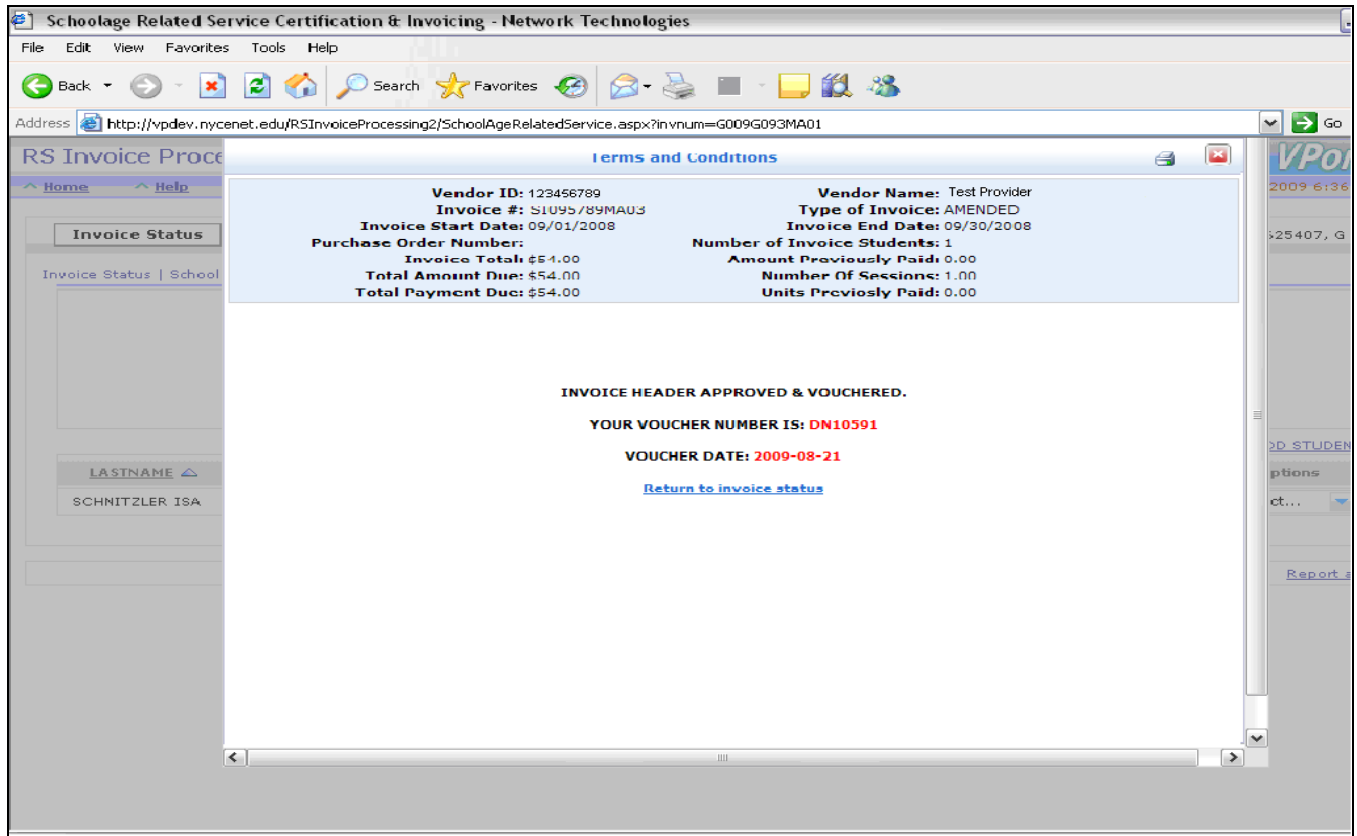 Schoolage Related Service Certification & Invoicing - Network Technologies
File Edit View Favorites Tools Help
Back Search Favorites
Address http://vpdev.nycenet.edu/RSInvoiceProcessing2/SchoolAgeRelatedService.aspx?invnum=G009G093MA01 Go
RS Invoice Proce Terms and Conditions VPo
Home Help 2009 6:36
Vendor ID: 123456789 Vendor Name: Test Provider
Invoice #: S1095789MA03 Type of Invoice: AMENDED
Invoice Start Date: 09/01/2008 Invoice End Date: 09/30/2008
Invoice Status 525407, G
Purchase Order Number: Number of Invoice Students: 1
Invoice Total: $54.00 Amount Previously Paid: 0.00
Invoice Status | School
Total Amount Due: $54.00 Number Of Sessions: 1.00
Total Payment Due: $54.00 Units Previosly Paid: 0.00
INVOICE HEADER APPROVED & VOUCHERED.
YOUR VOUCHER NUMBER IS: DN10591
VOUCHER DATE: 2009-08-21
DD STUDEN
LASTNAME ptions
Return to invoice status
SCHNITZLER ISA ct...
Report a